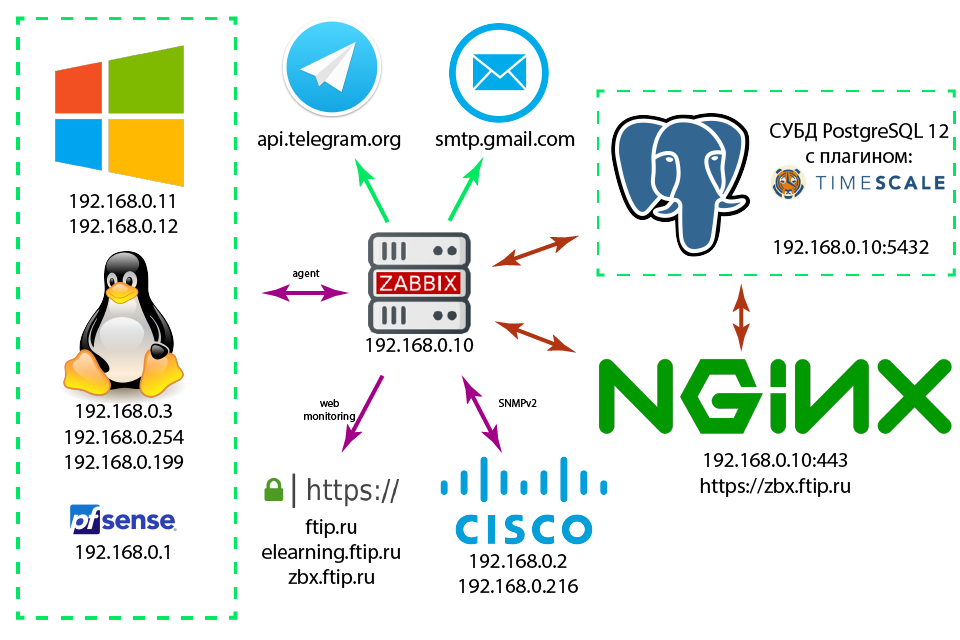 192.168.0.11
192.168.0.12
192.168.0.3
192.168.0.254
192.168.0.199
pfsense
192.168.0.1
api.telegram.org
smtp.gmail.com
agent
ZABBIX
192.168.0.10
web
monitoring
SNMPv2
https://
ftip.ru
elearning.ftip.ru
zbx.ftip.ru
CISCO
192.168.0.2
192.168.0.216
СУБД PostgreSQL 12
с плагином:
TIMESCALE
192.168.0.10:5432
NGINX
192.168.0.10:443
https://zbx.ftip.ru